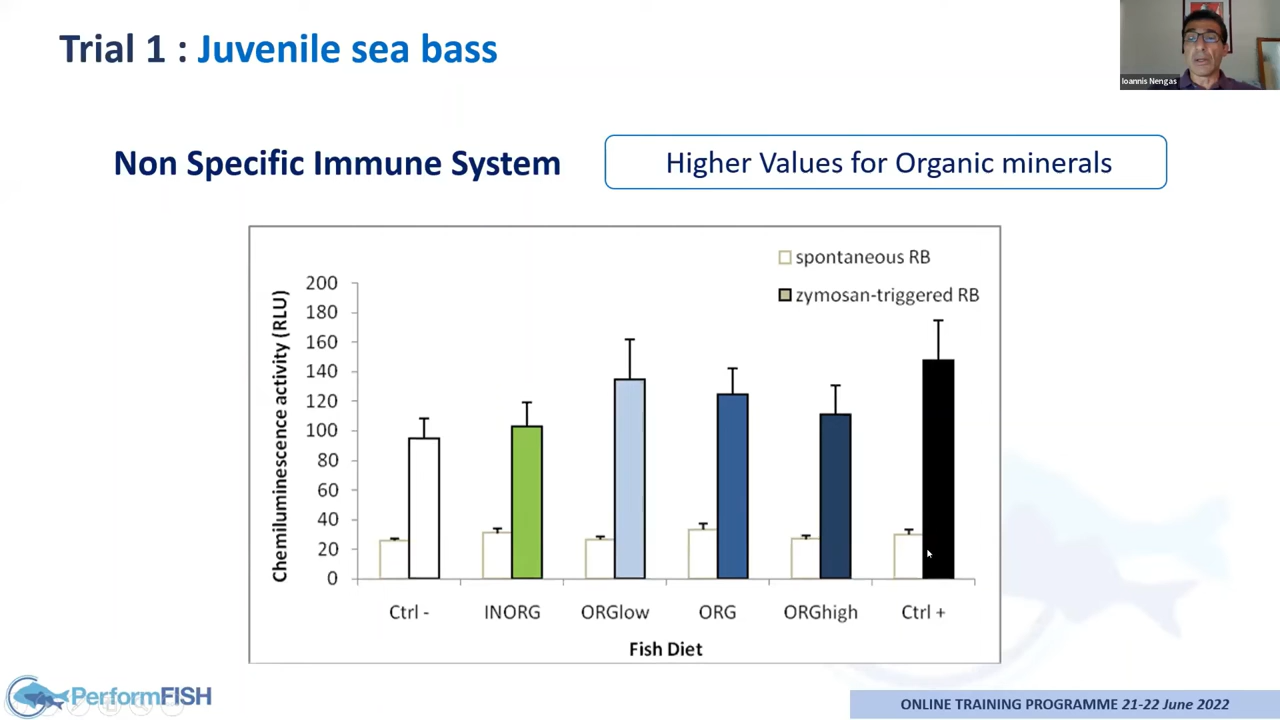 Trial 1 : Juvenile sea bass
Ioannis Nengas
Non Specific Immune System
Higher Values for Organic minerals
spontaneous RB
zymosan-triggered RB
Chemiluminescence activity (RLU)
200
180
160
140
120
100
80
60
40
20
0
Ctrl - INORG ORGlow ORG ORGhigh Ctrl +
Fish Diet
PerformFISH
ONLINE TRAINING PROGRAMME 21-22 June 2022